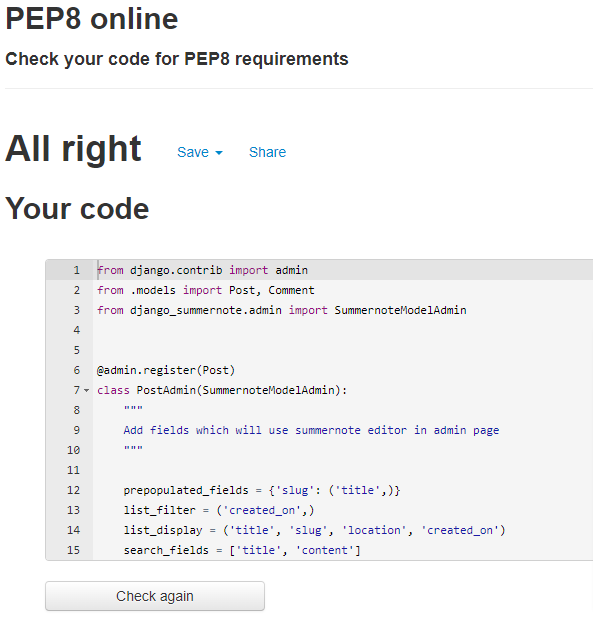 PEP8 online
Check your code for PEP8 requirements
All right Save Share
Your code
1 from django.contrib import admin
2 from .models import Post, Comment
3 from django_summernote.admin import SummernoteModelAdmin
4
5
6 @admin.register(Post)
7 class PostAdmin(SummernoteModelAdmin):
8     """
9     Add fields which will use summernote editor in admin page
10     """
11
12     prepopulated_fields = {'slug': ('title',)}
13     list_filter = ('created_on',)
14     list_display = ('title', 'slug', 'location', 'created_on')
15     search_fields = ['title', 'content']
Check again